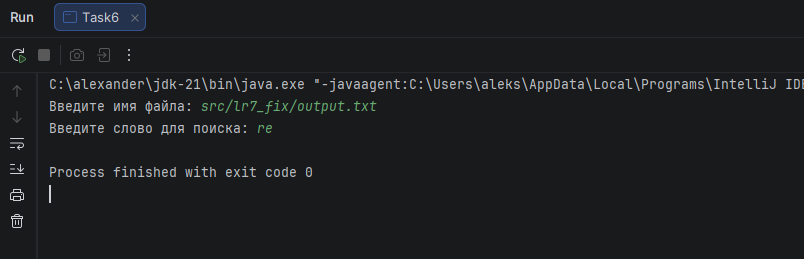 Run Task6
C:\alexander\jdk-21\bin\java.exe "-javaagent:C:\Users\aleks\AppData\Local\Programs\IntelliJ IDE
Введите имя файла: src/lr7_fix/output.txt
Введите слово для поиска: re
Process finished with exit code 0